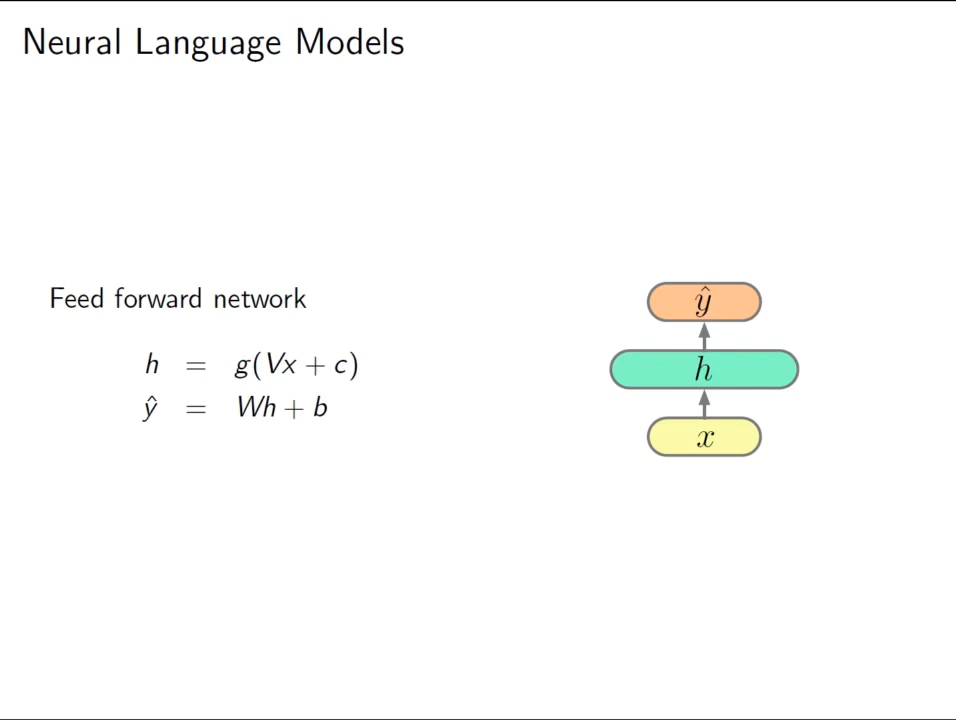 Neural Language Models
Feed forward network
h = g(Vx + c)
ŷ = Wh + b
ŷ
h
x